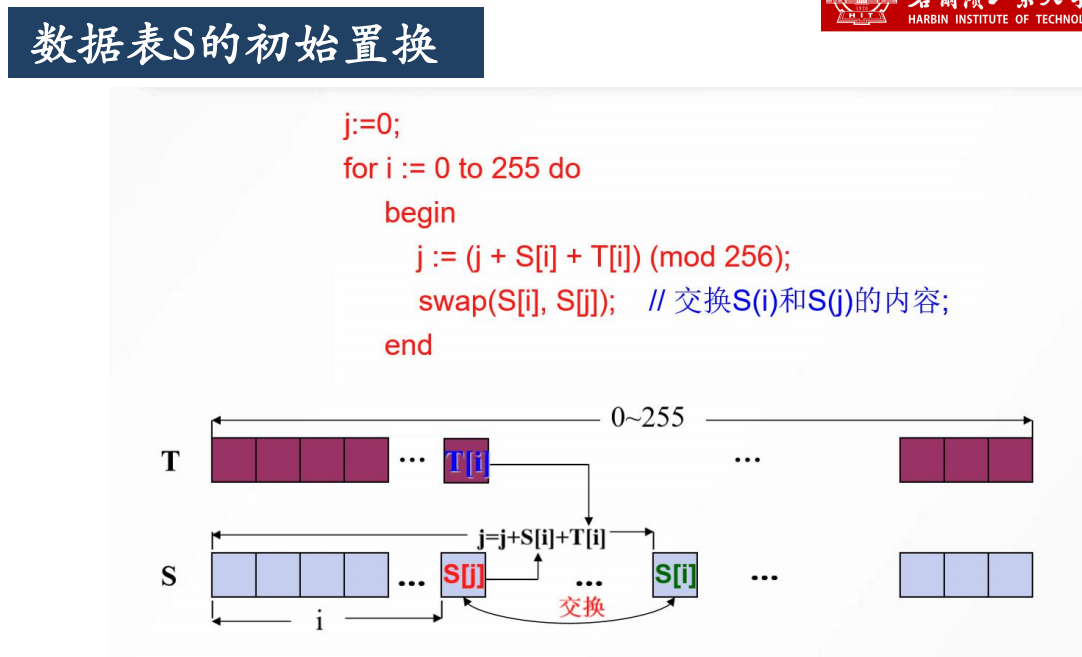 数据表S的初始置换
HARBIN INSTITUTE OF TECHNOL
HIT
j:=0;
for i := 0 to 255 do
begin
j := (j + S[i] + T[i]) (mod 256);
swap(S[i], S[j]); // 交换S(i)和S(j)的内容;
end
0~255
T ... T[i] ...
j=j+S[i]+T[i]
S ... S[j] ... S[i] ...
交换
i